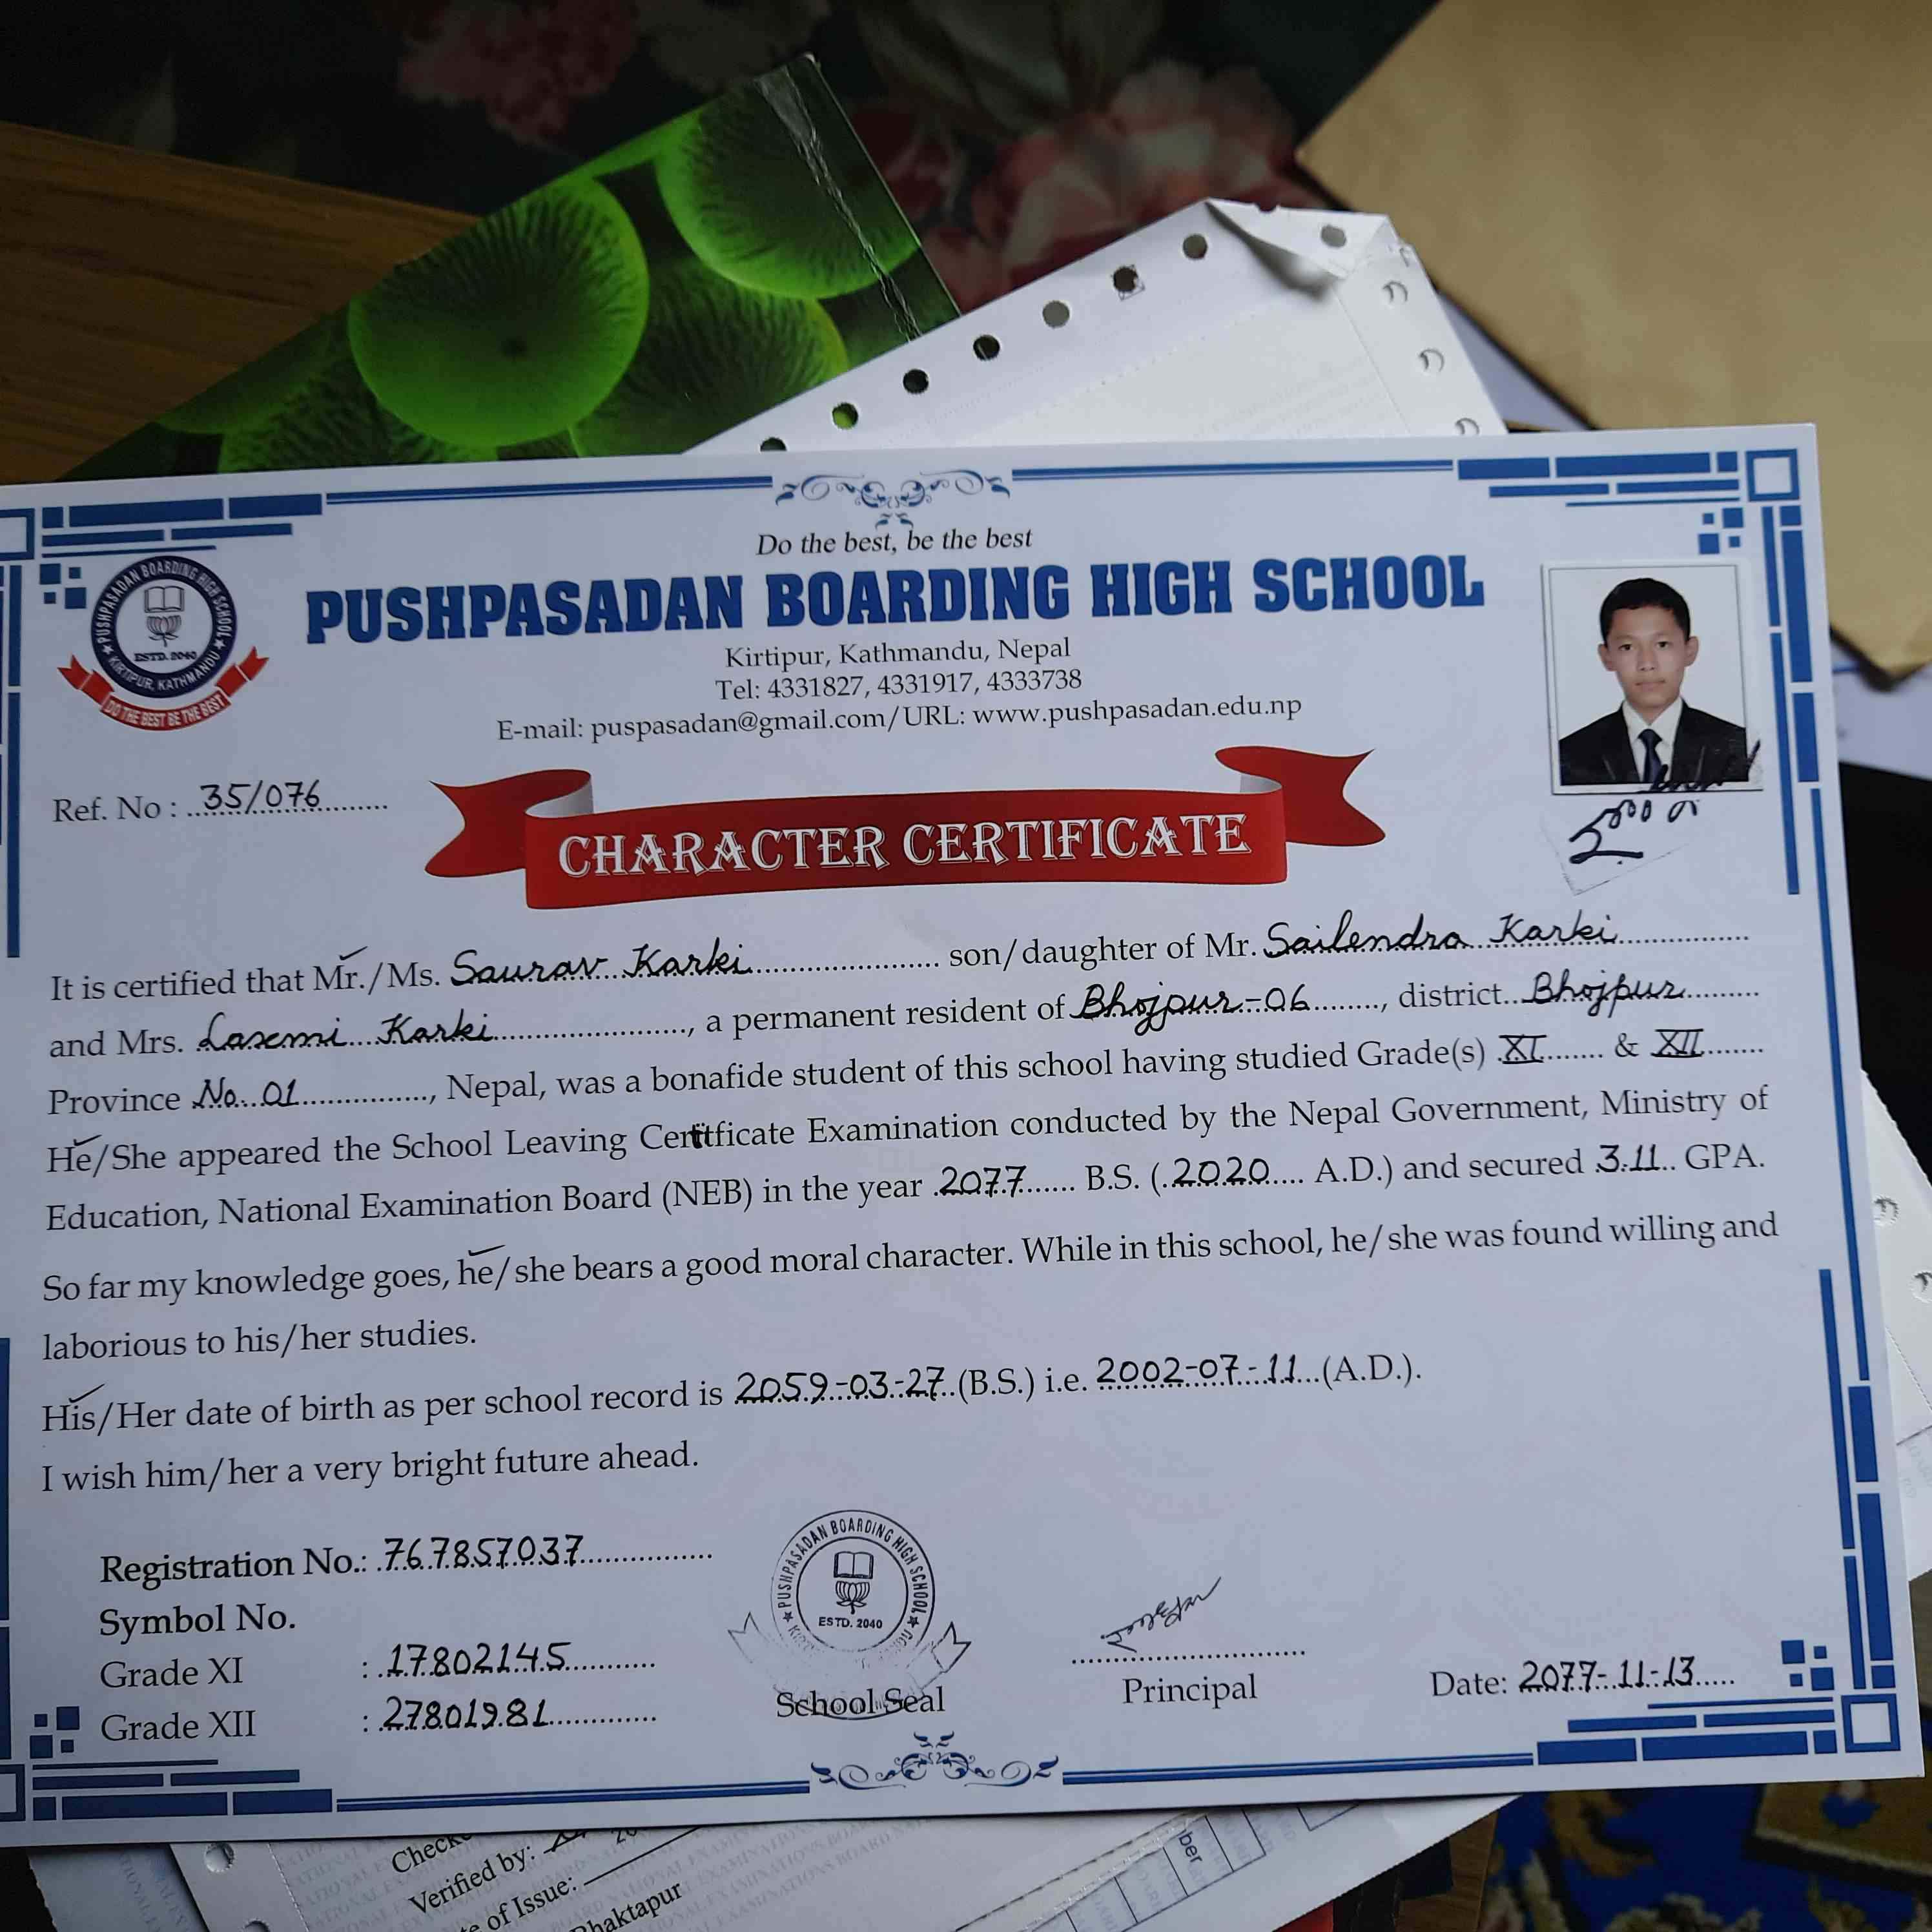 Do the best, be the best
PUSHPASADAN BOARDING HIGH SCHOOL
Kirtipur, Kathmandu, Nepal
Tel: 4331827, 4331917, 4333738
E-mail: puspasadan@gmail.com/URL: www.pushpasadan.edu.np
PUSHPASADAN BOARDING HIGH SCHOOL
KIRTIPUR, KATHMANDU
ESTD. 2040
DO THE BEST BE THE BEST
Ref. No : 35/076
CHARACTER CERTIFICATE
It is certified that Mr./Ms. Saurav Karki son/daughter of Mr. Sailendra Karki
and Mrs. Laxmi Karki, a permanent resident of Bhojpur-06, district Bhojpur
Province No. 01, Nepal, was a bonafide student of this school having studied Grade(s) XI & XII
He/She appeared the School Leaving Certificate Examination conducted by the Nepal Government, Ministry of
Education, National Examination Board (NEB) in the year 2077 B.S. (2020 A.D.) and secured 3.11 GPA.
So far my knowledge goes, he/she bears a good moral character. While in this school, he/she was found willing and
laborious to his/her studies.
His/Her date of birth as per school record is 2059-03-27 (B.S.) i.e. 2002-07-11 (A.D.).
I wish him/her a very bright future ahead.
Registration No.: 767857037
Symbol No.
Grade XI : 17802145
Grade XII : 27801981
PUSHPASADAN BOARDING HIGH SCHOOL
ESTD. 2040
School Seal
Principal
Date: 2077-11-13
Verified by:
of Issue: